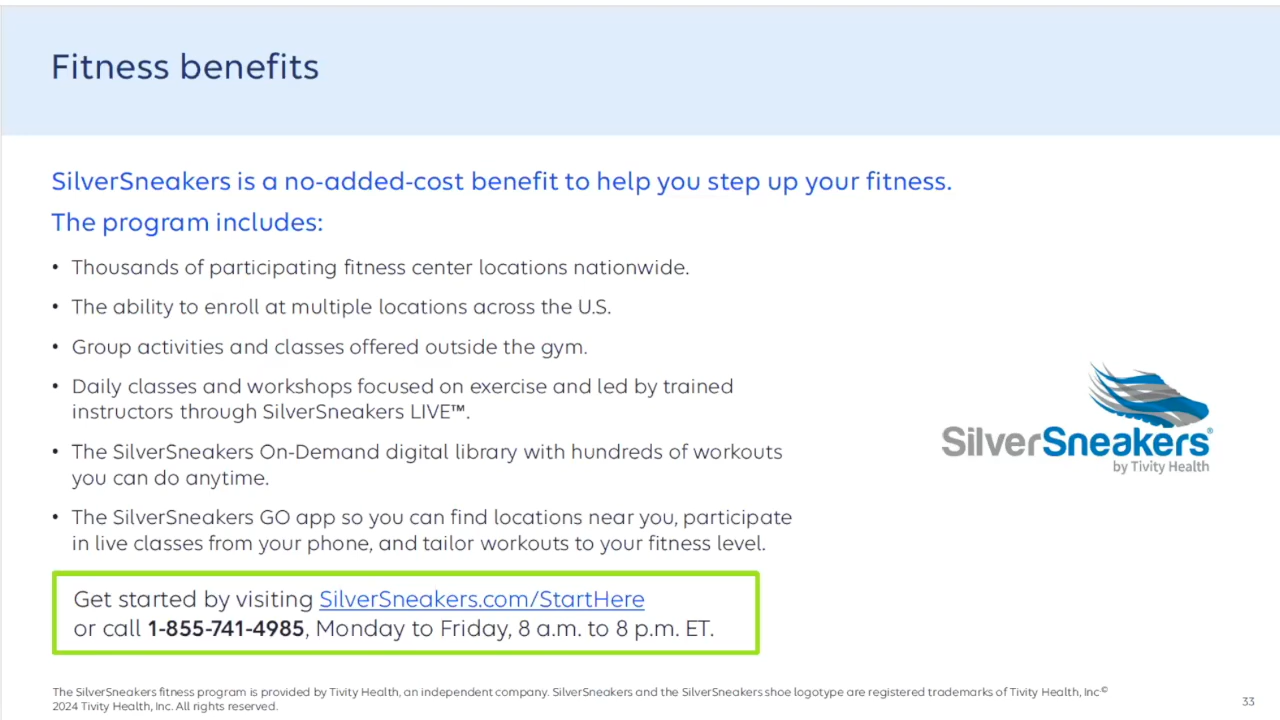 Fitness benefits
SilverSneakers is a no-added-cost benefit to help you step up your fitness.
The program includes:
• Thousands of participating fitness center locations nationwide.
• The ability to enroll at multiple locations across the U.S.
• Group activities and classes offered outside the gym.
• Daily classes and workshops focused on exercise and led by trained
instructors through SilverSneakers LIVE™.
• The SilverSneakers On-Demand digital library with hundreds of workouts
you can do anytime.
• The SilverSneakers GO app so you can find locations near you, participate
in live classes from your phone, and tailor workouts to your fitness level.
SilverSneakers®
by Tivity Health
Get started by visiting SilverSneakers.com/StartHere
or call 1-855-741-4985, Monday to Friday, 8 a.m. to 8 p.m. ET.
The SilverSneakers fitness program is provided by Tivity Health, an independent company. SilverSneakers and the SilverSneakers shoe logotype are registered trademarks of Tivity Health, Inc©
2024 Tivity Health, Inc. All rights reserved.
33